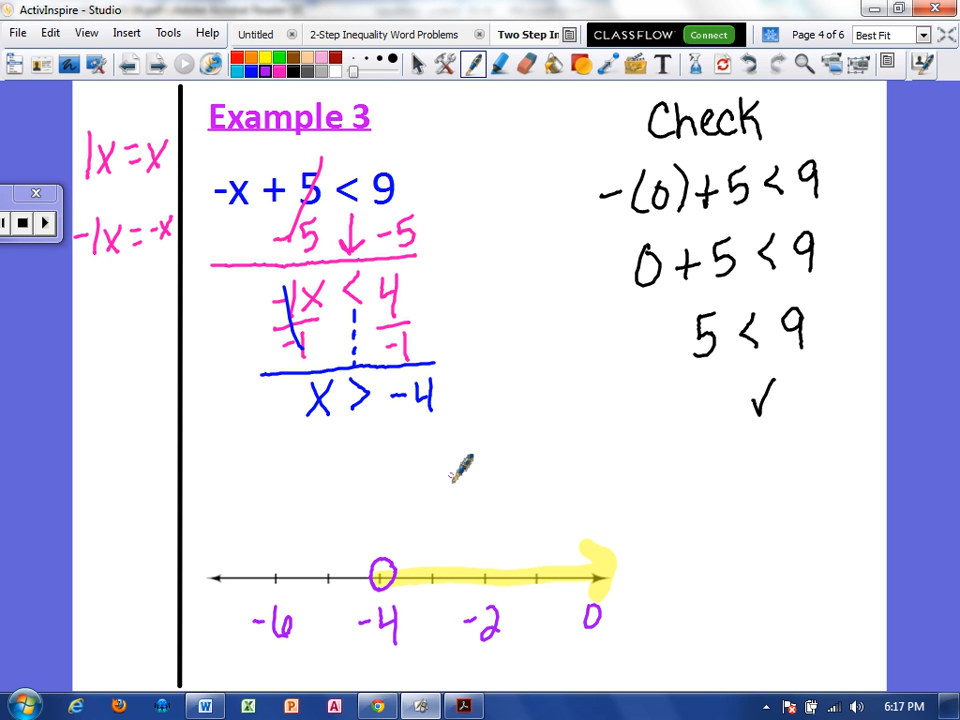 ActivInspire - Studio
File Edit View Insert Tools Help Untitled 2-Step Inequality Word Problems Two Step In CLASSFLOW Connect Page 4 of 6 Best Fit
Example 3
1x = x
-1x = -x
-x + 5 < 9
-5 -5
-1x < 4
-1 -1
x > -4
Check
-(0) + 5 < 9
0 + 5 < 9
5 < 9
✓
-6 -4 -2 0
6:17 PM